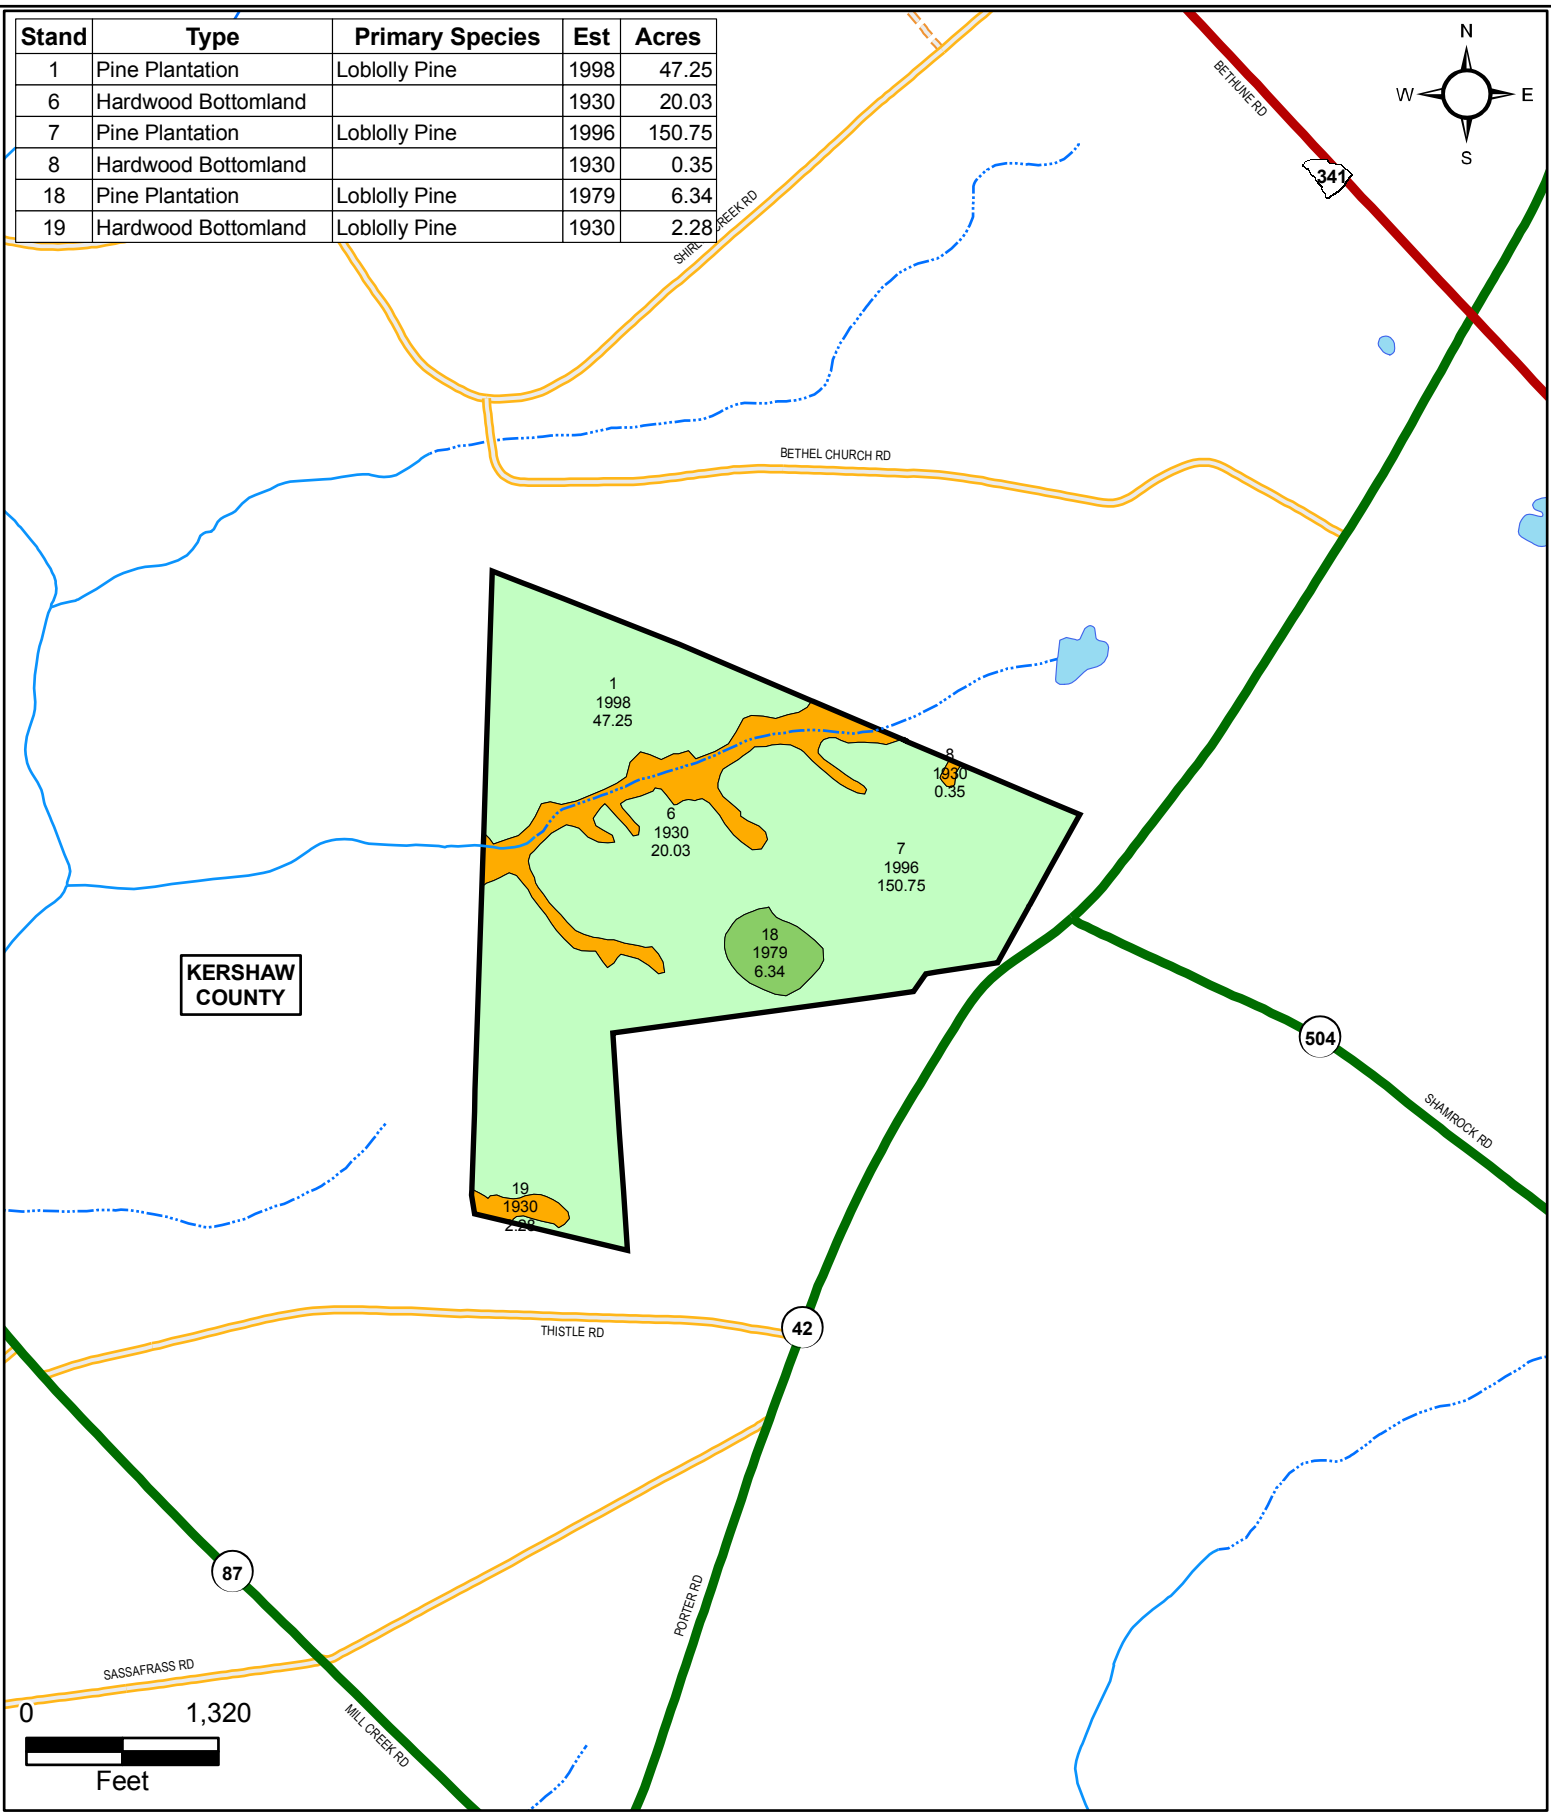 Stand Type Primary Species Est Acres
1 Pine Plantation Loblolly Pine 1998 47.25
6 Hardwood Bottomland 1930 20.03
7 Pine Plantation Loblolly Pine 1996 150.75
8 Hardwood Bottomland 1930 0.35
18 Pine Plantation Loblolly Pine 1979 6.34
19 Hardwood Bottomland Loblolly Pine 1930 2.28
N
W E
S
BETHUNE RD
341
CREEK RD
BETHEL CHURCH RD
1
1998
47.25
8
1930
0.35
6
1930
20.03
7
1996
150.75
18
1979
6.34
KERSHAW
COUNTY
504
SHAMROCK RD
19
1930
2.28
THISTLE RD
42
87
PORTER RD
SASSAFRASS RD
MILL CREEK RD
0 1,320
Feet